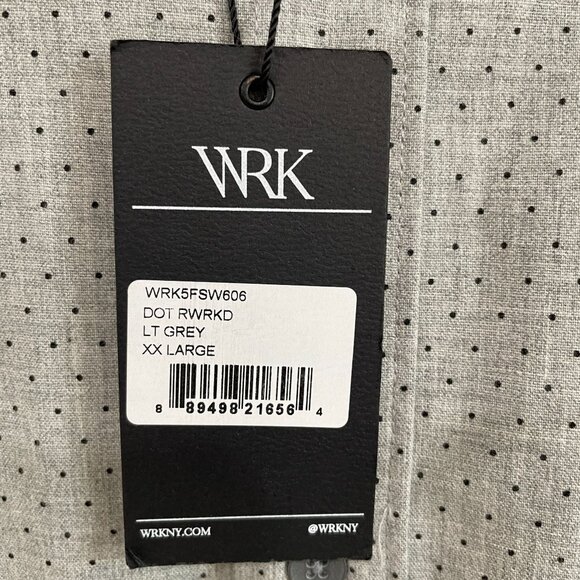 WRK
WRK5FSW606
DOT RWRKD
LT GREY
XX LARGE
8 89498 21656 4
WRKNY.COM @WRKNY